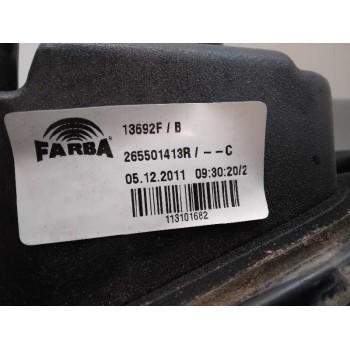 FARBA
13692F / B
265501413R / - - C
05.12.2011 09:30:20/2
113101682